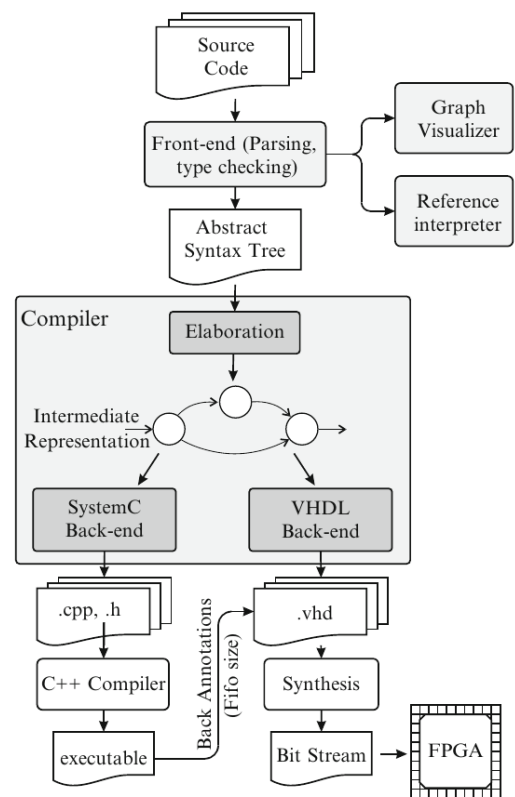 Source
Code
Front-end (Parsing,
type checking)
Graph
Visualizer
Reference
interpreter
Abstract
Syntax Tree
Compiler
Elaboration
Intermediate
Representation
SystemC
Back-end
VHDL
Back-end
.cpp, .h
Back Annotations
(Fifo size)
.vhd
C++ Compiler
Synthesis
executable
Bit Stream
FPGA